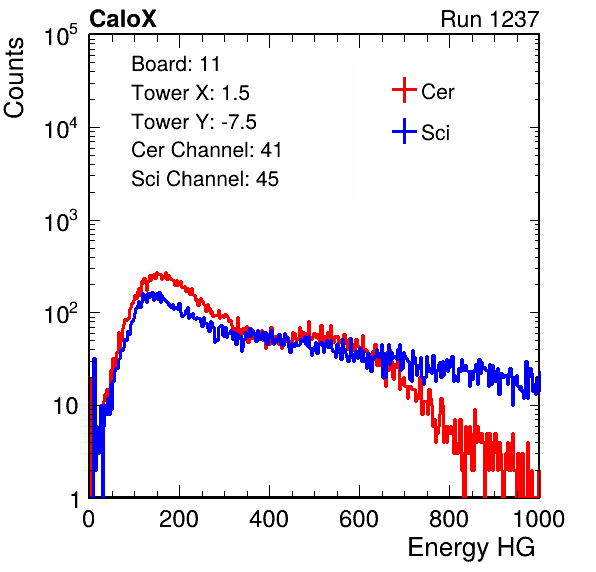 CaloX Run 1237
Counts
10^5
10^4
10^3
10^2
10
1
Board: 11
Tower X: 1.5
Tower Y: -7.5
Cer Channel: 41
Sci Channel: 45
Cer
Sci
0 200 400 600 800 1000
Energy HG